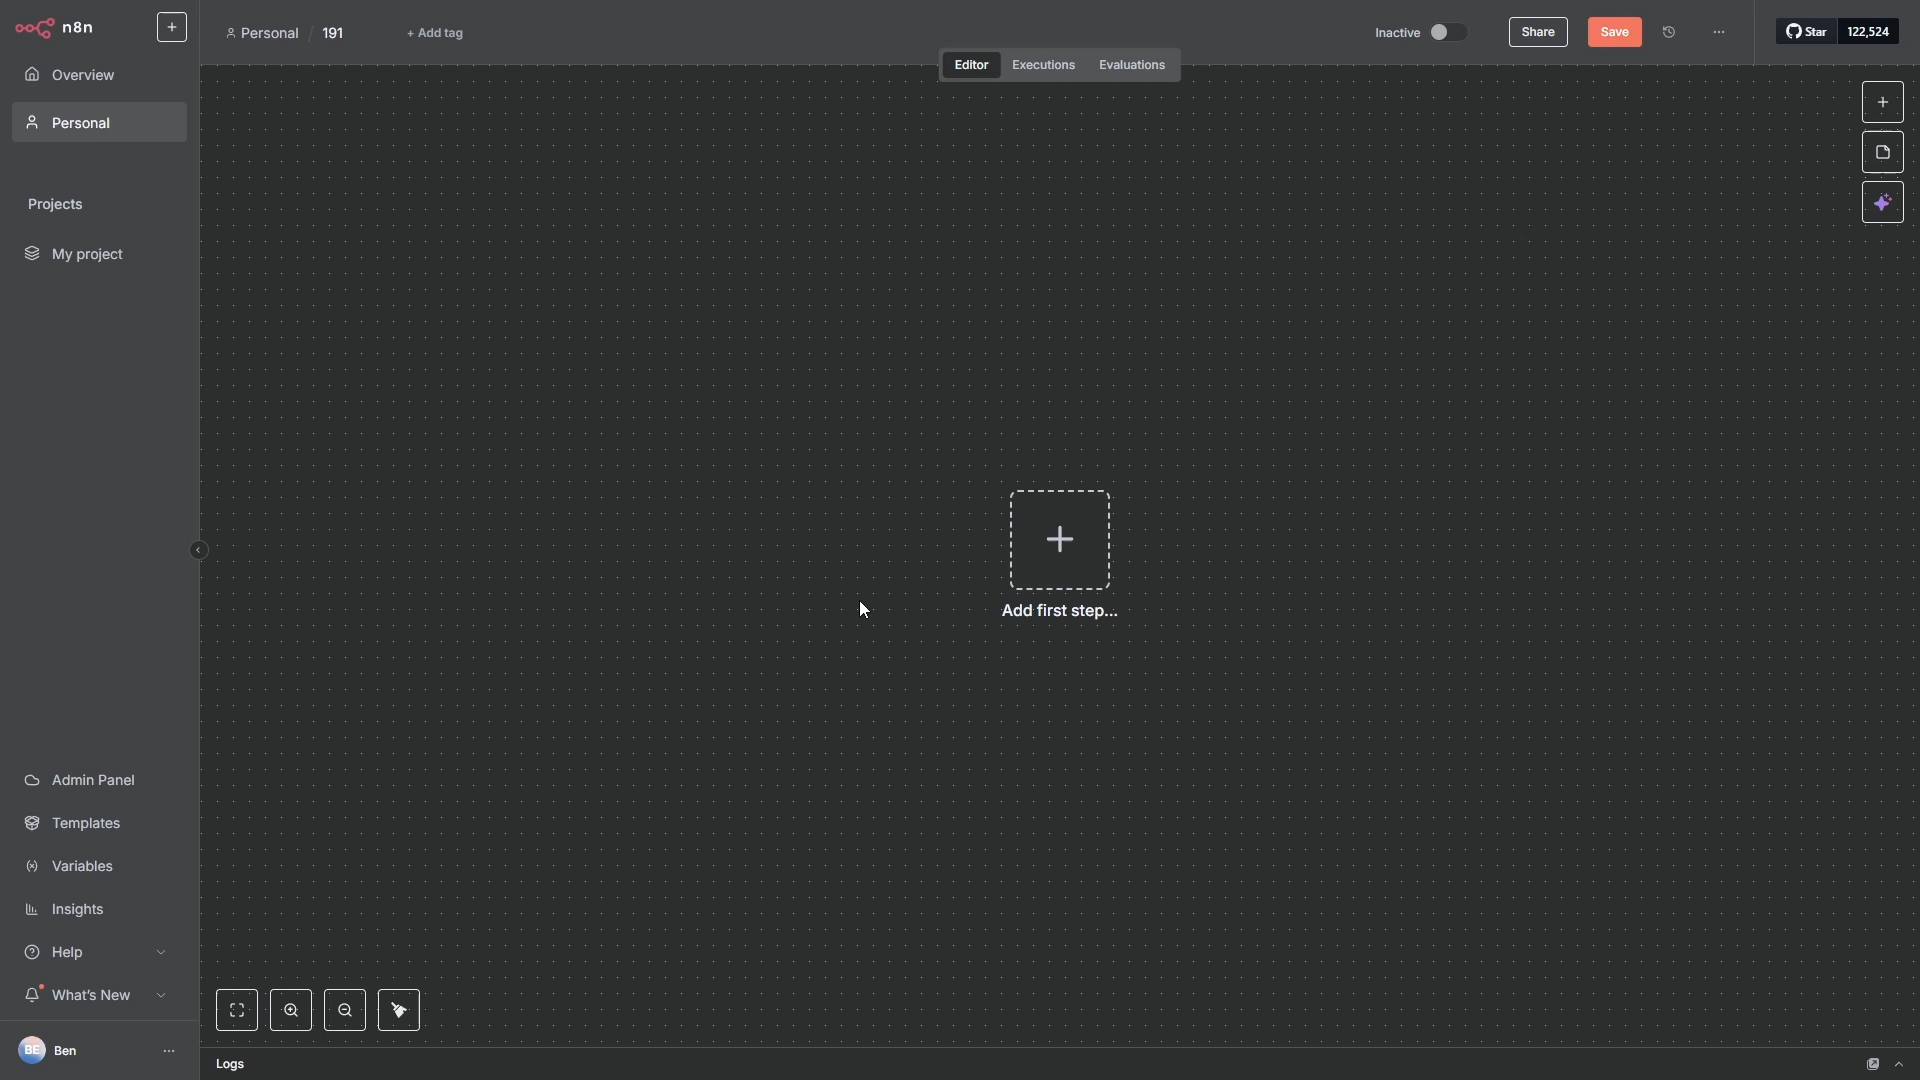 n8n
+
Personal / 191
+ Add tag
Inactive
Share
Save
...
Star
122,524
Editor
Executions
Evaluations
Overview
Personal
Projects
My project
Add first step...
Admin Panel
Templates
Variables
Insights
Help
What's New
BE
Ben
...
Logs